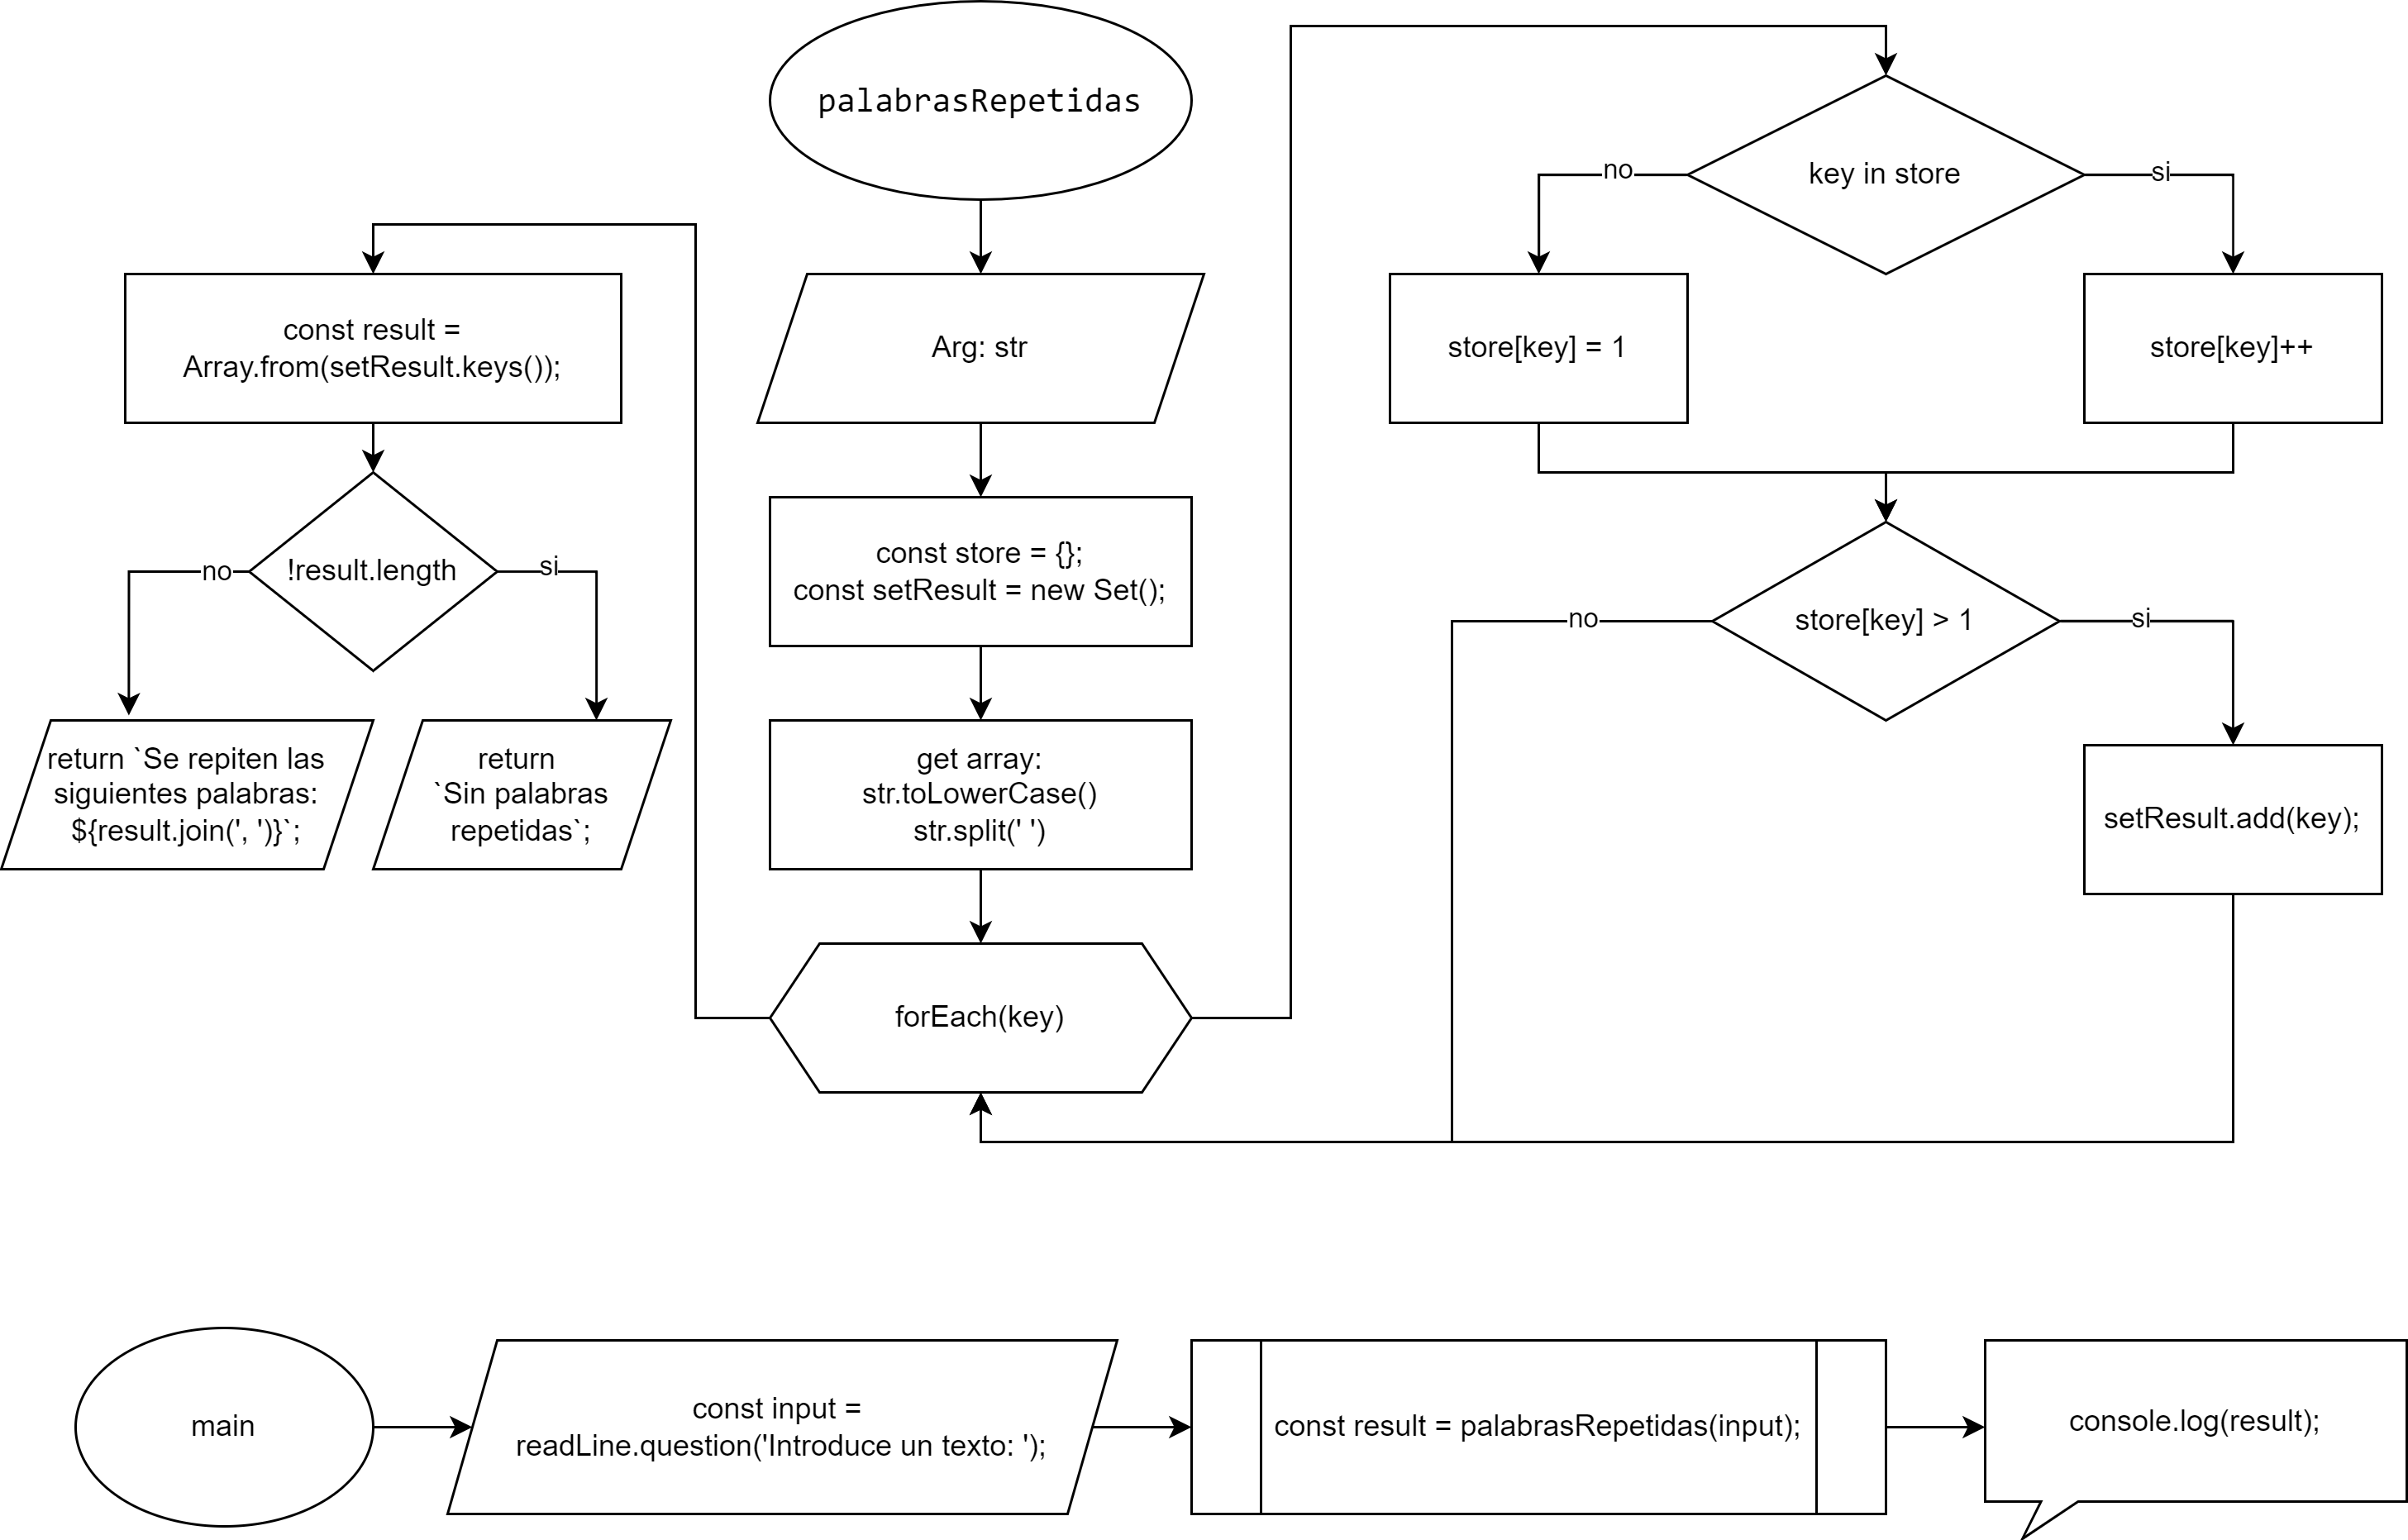 palabrasRepetidas
Arg: str
const store = {};
const setResult = new Set();
get array:
str.toLowerCase()
str.split(' ')
forEach(key)
key in store
no
si
store[key] = 1
store[key]++
store[key] > 1
no
si
setResult.add(key);
const result =
Array.from(setResult.keys());
!result.length
no
si
return `Se repiten las
siguientes palabras:
${result.join(', ')}`;
return
`Sin palabras
repetidas`;
main
const input =
readLine.question('Introduce un texto: ');
const result = palabrasRepetidas(input);
console.log(result);